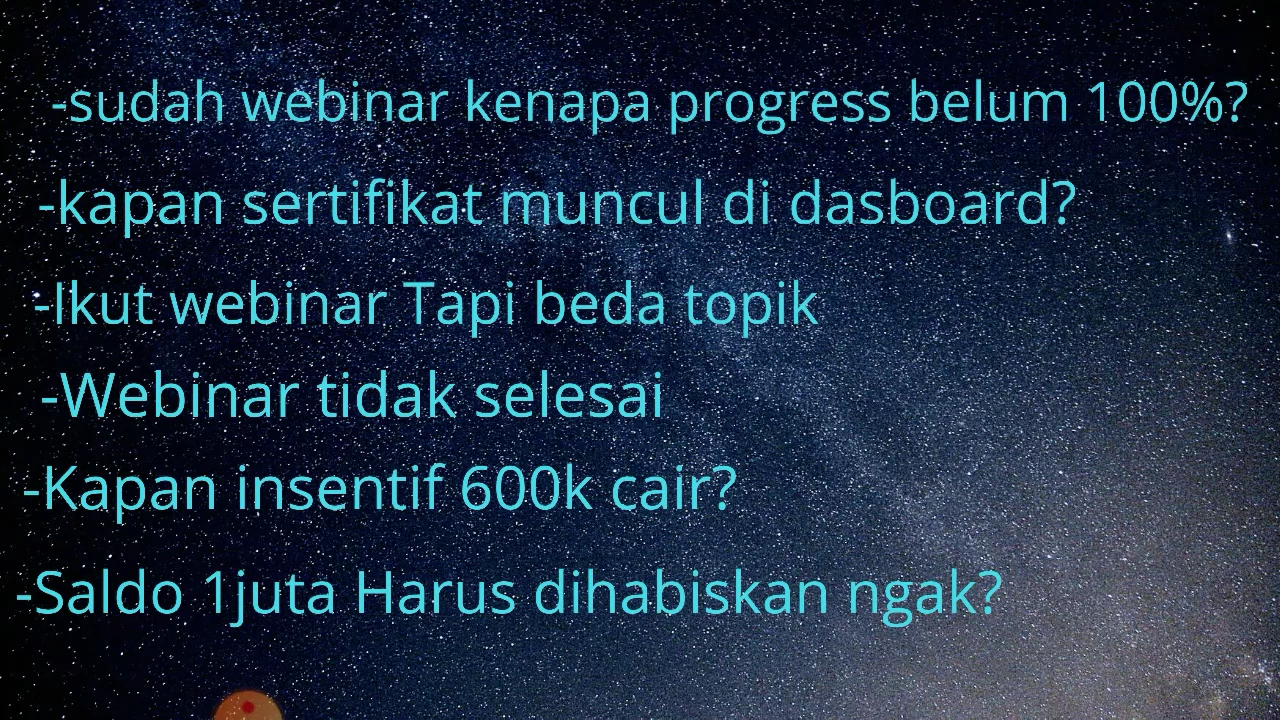 -sudah webinar kenapa progress belum 100%?
-kapan sertifikat muncul di dasboard?
-Ikut webinar Tapi beda topik
-Webinar tidak selesai
-Kapan insentif 600k cair?
-Saldo 1juta Harus dihabiskan ngak?